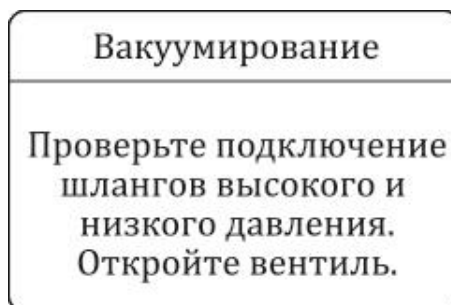 Вакуумирование
Проверьте подключение
шлангов высокого и
низкого давления.
Откройте вентиль.